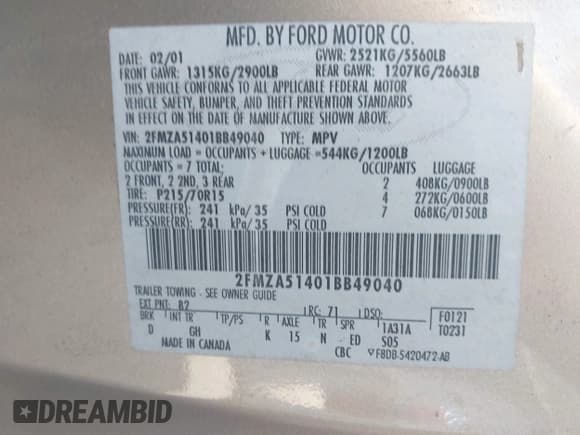 MFD. BY FORD MOTOR CO.
DATE: 02/01 GVWR: 2521KG/5560LB
FRONT GAWR: 1315KG/2900LB REAR GAWR: 1207KG/2663LB
THIS VEHICLE CONFORMS TO ALL APPLICABLE FEDERAL MOTOR
VEHICLE SAFETY, BUMPER, AND THEFT PREVENTION STANDARDS
IN EFFECT ON THE DATE OF MANUFACTURE SHOWN ABOVE.
VIN: 2FMZA51401BB49040 TYPE: MPV
MAXIMUM LOAD = OCCUPANTS + LUGGAGE =544KG/1200LB
OCCUPANTS = 7 TOTAL: OCCUPANTS LUGGAGE
2 FRONT, 2 2ND, 3 REAR 2 408KG/0900LB
TIRE: P215/70R15 4 272KG/0600LB
PRESSURE(FR): 241 kPa/ 35 PSI COLD 7 068KG/0150LB
PRESSURE(RR): 241 kPa/ 35 PSI COLD
2FMZA51401BB49040
TRAILER TOWING - SEE OWNER GUIDE
EXT PNT: B2 RC: 71 DSO: F0121
BRK INT TR TP/PS R AXLE TR SPR 1A31A T0231
D GH K 15 N ED S05
MADE IN CANADA CBC F8DB-5420472-AB
DREAMBID